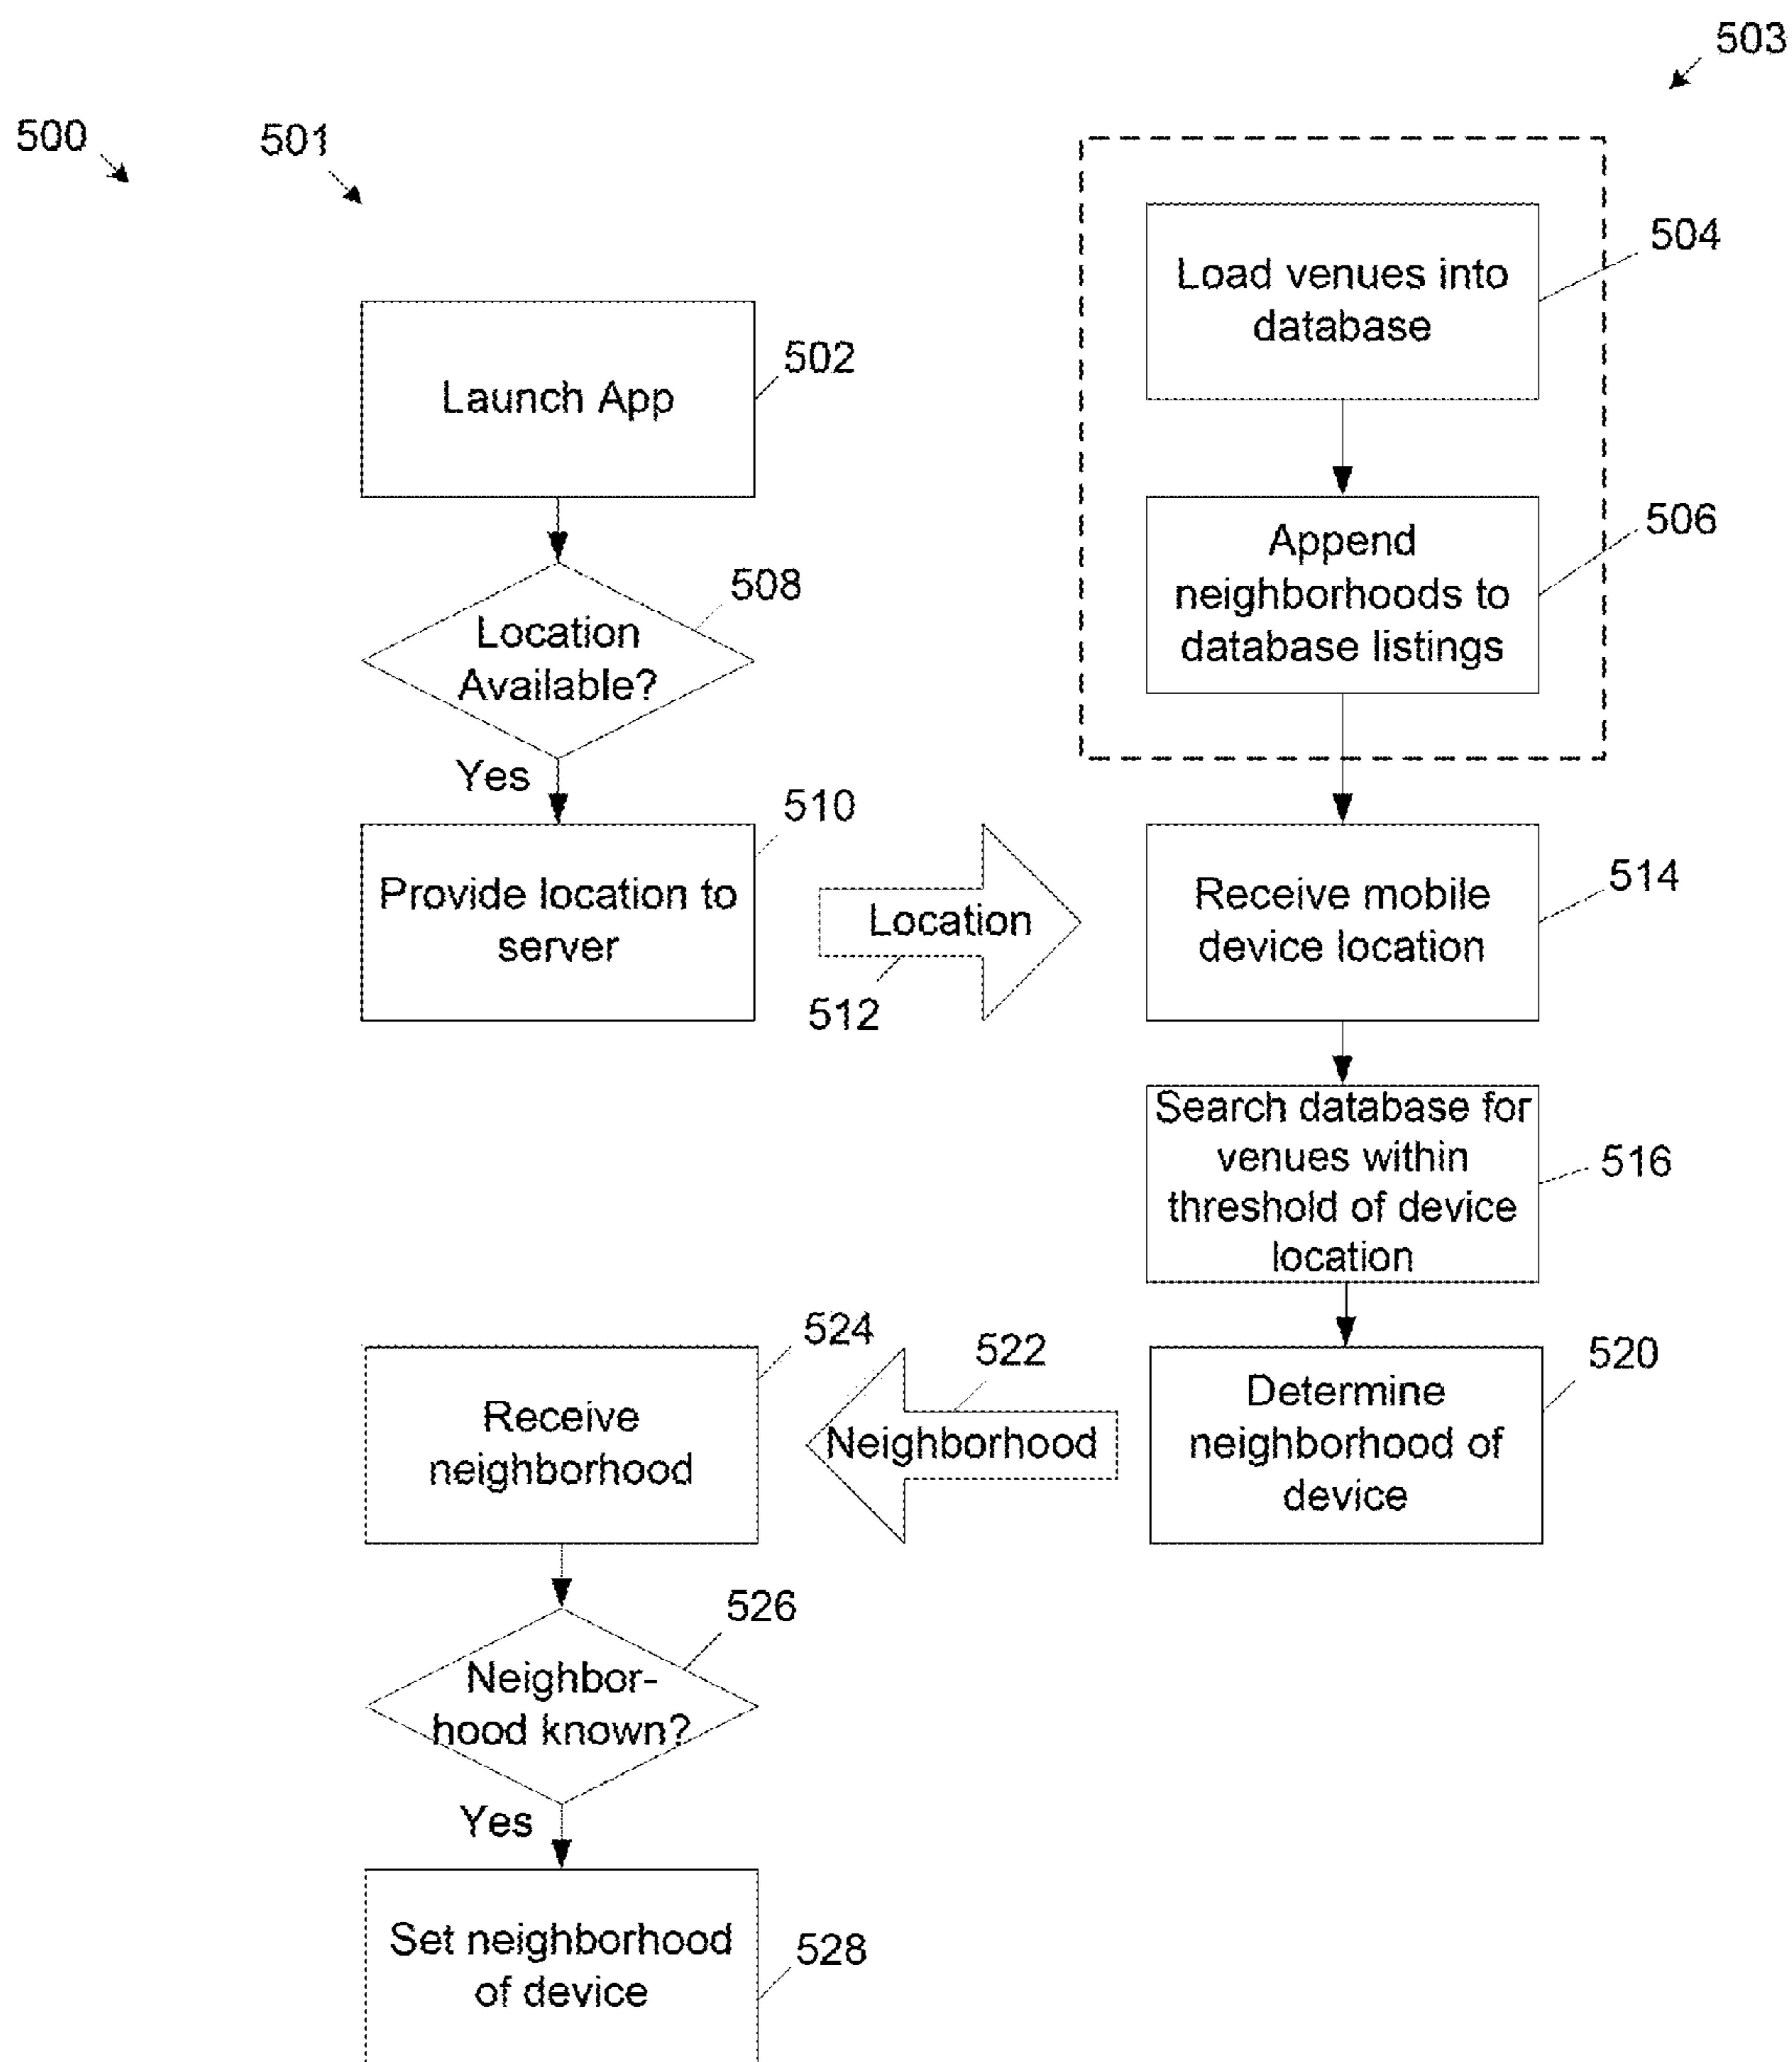 503
500
501
504
Load venues into
database
502
Launch App
506
Append
neighborhoods to
database listings
508
Location
Available?
Yes
510
Provide location to
server
Location
512
514
Receive mobile
device location
516
Search database for
venues within
threshold of device
location
520
Determine
neighborhood of
device
522
Neighborhood
524
Receive
neighborhood
526
Neighbor-
hood known?
Yes
528
Set neighborhood
of device